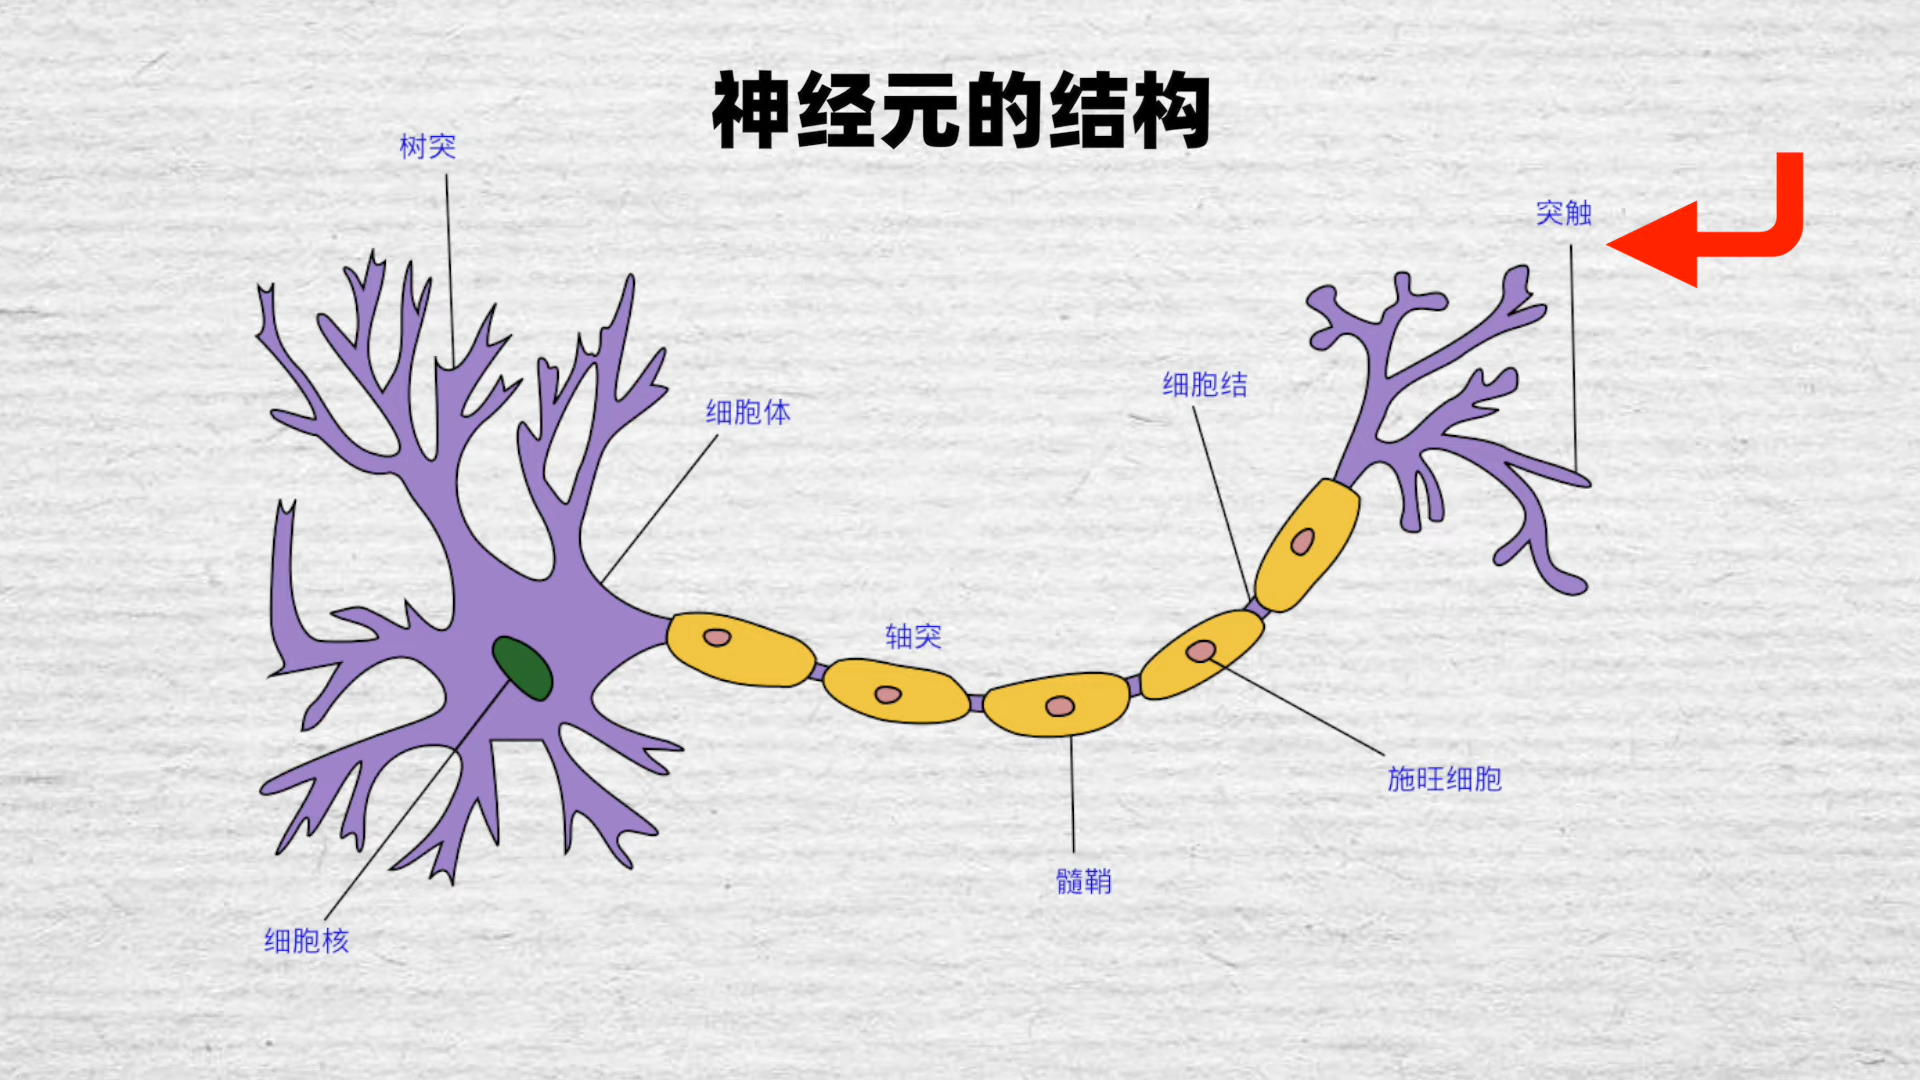 神经元的结构
树突
突触
细胞结
细胞体
轴突
施旺细胞
髓鞘
细胞核